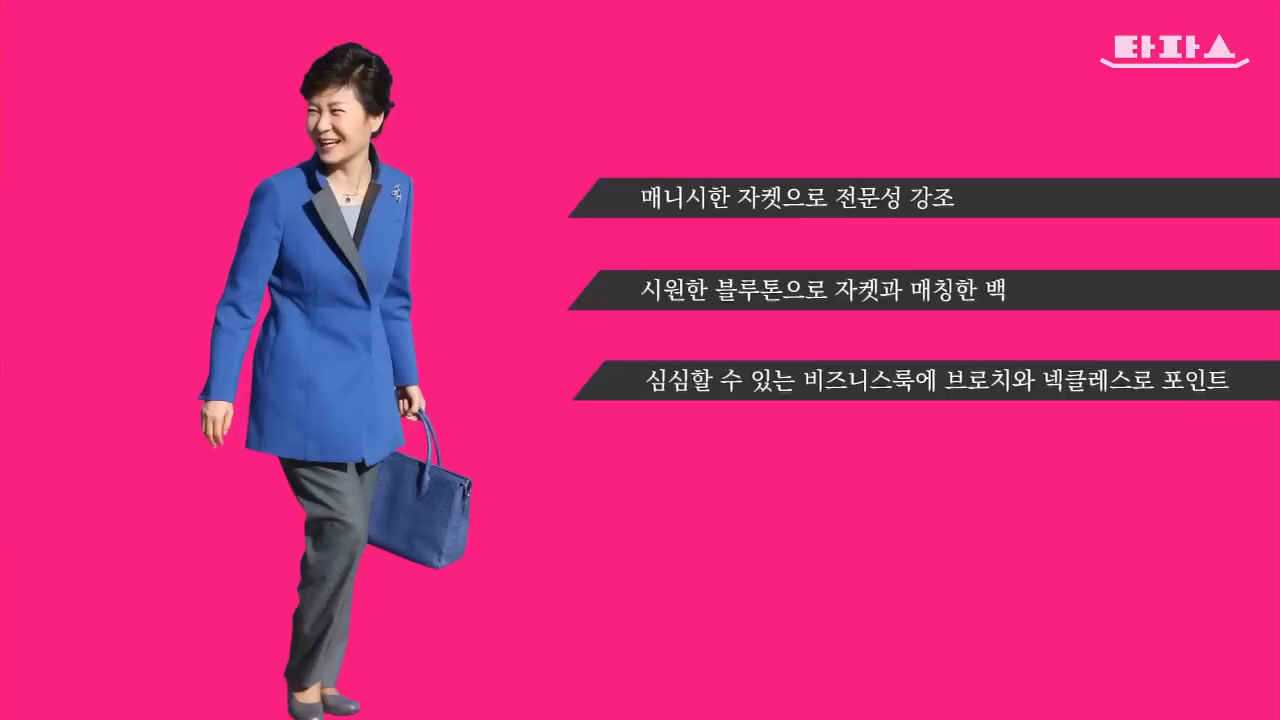 타파스
매니시한 자켓으로 전문성 강조
시원한 블루톤으로 자켓과 매칭한 백
심심할 수 있는 비즈니스룩에 브로치와 넥클레스로 포인트